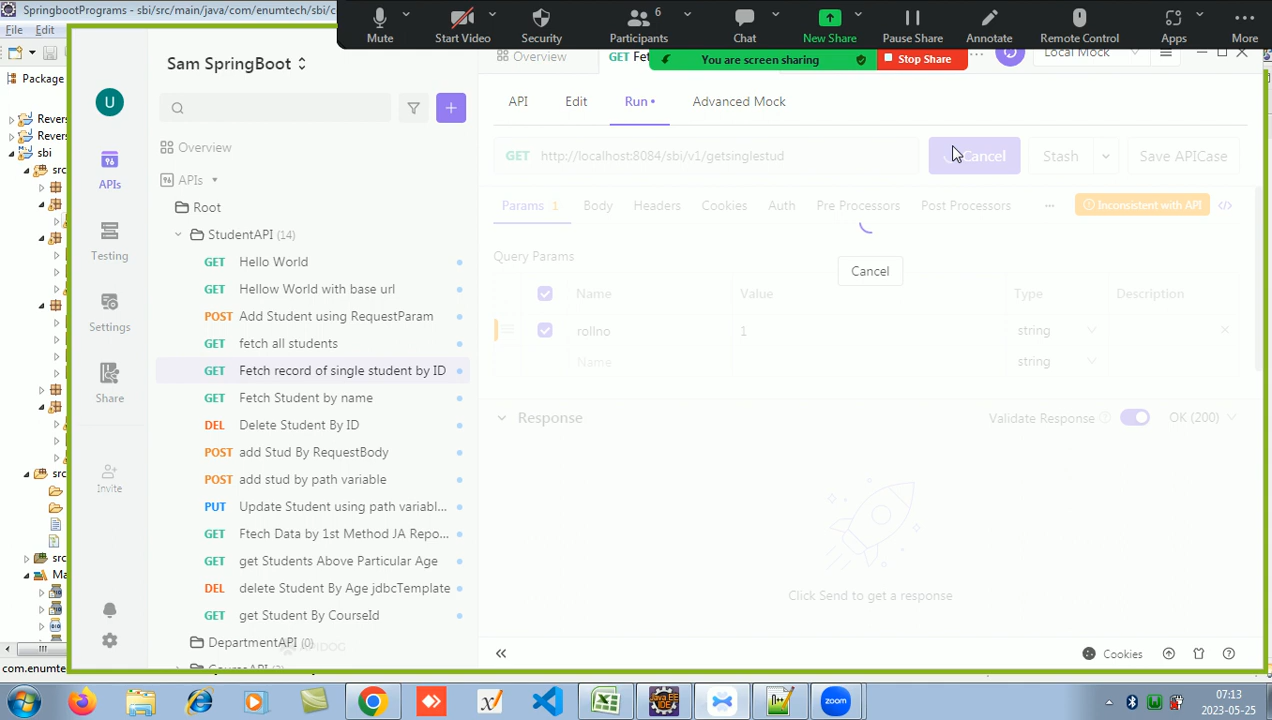 SpringbootPrograms - sbi/src/main/java/com/enumtech/sbi/c
File Edit
Mute
Start Video
Security
6
Participants
Chat
New Share
Pause Share
Annotate
Remote Control
Apps
More
You are screen sharing
Stop Share
Package
Revers
Revers
sbi
src
src
Ma
com.enumtech
Sam SpringBoot
U
APIs
Testing
Settings
Share
Invite
Overview
APIs
Root
StudentAPI (14)
GET Hello World
GET Hellow World with base url
POST Add Student using RequestParam
GET fetch all students
GET Fetch record of single student by ID
GET Fetch Student by name
DEL Delete Student By ID
POST add Stud By RequestBody
POST add stud by path variable
PUT Update Student using path variabl...
GET Ftech Data by 1st Method JA Repo...
GET get Students Above Particular Age
DEL delete Student By Age jdbcTemplate
GET get Student By CourseId
DepartmentAPI (0)
APIDOG
Overview
GET Fet
Local Mock
API Edit Run Advanced Mock
GET http://localhost:8084/sbi/v1/getsinglestud
Cancel
Stash
Save APICase
Params 1 Body Headers Cookies Auth Pre Processors Post Processors ...
Inconsistent with API
</>
Cancel
Query Params
Name Value Type Description
rollno 1 string
Name string
Response
Validate Response
OK (200)
Click Send to get a response
Cookies
zoom
07:13
2023-05-25